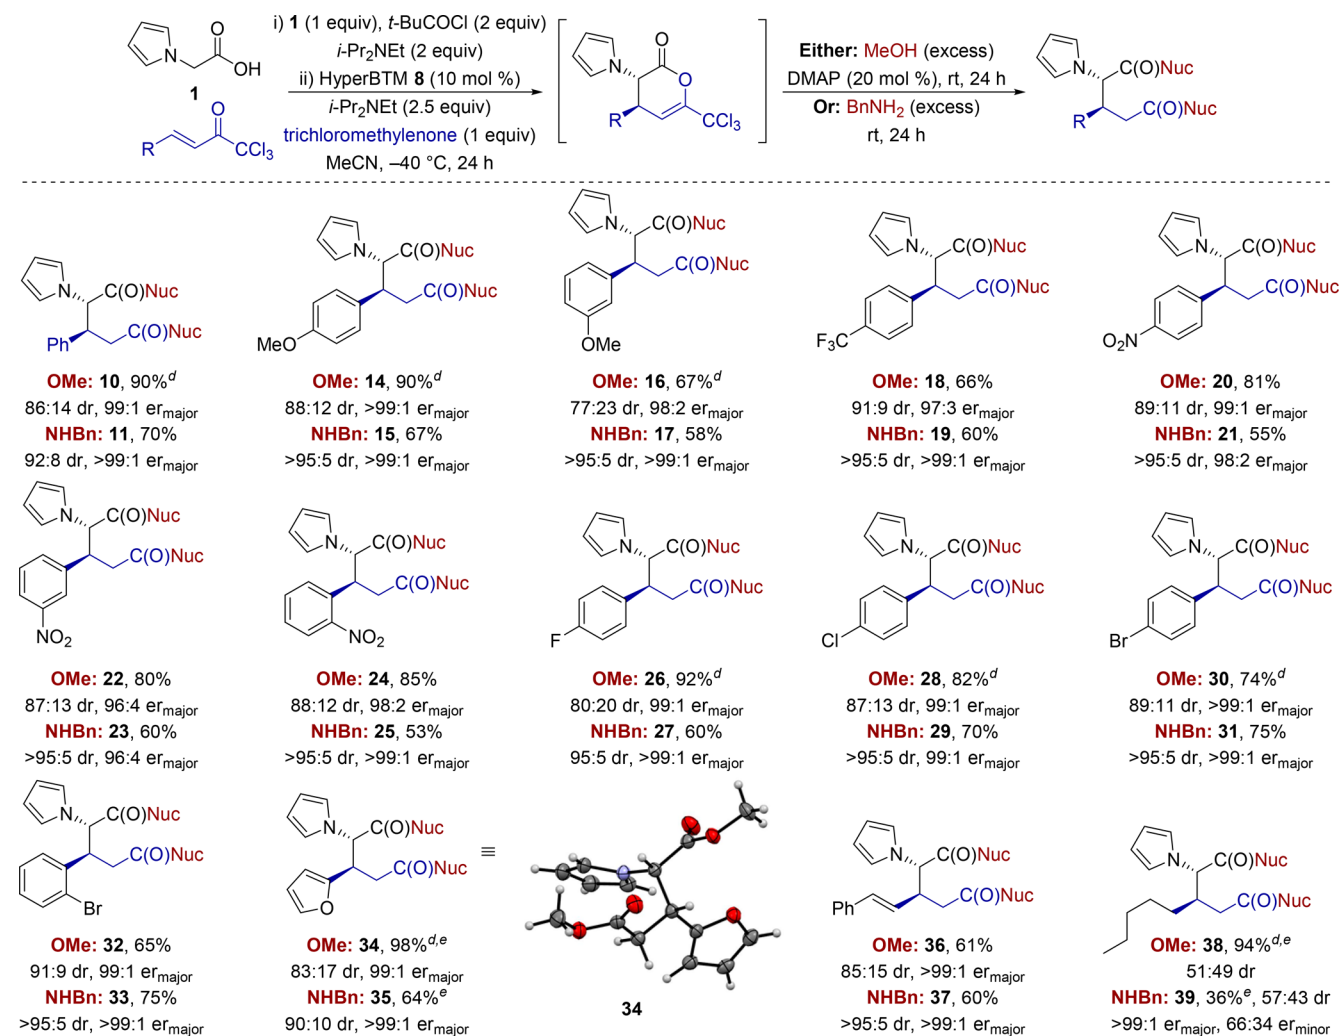 i) 1 (1 equiv), t-BuCOCl (2 equiv)
i-Pr2NEt (2 equiv)
ii) HyperBTM 8 (10 mol %)
i-Pr2NEt (2.5 equiv)
trichloromethylenone (1 equiv)
MeCN, –40 °C, 24 h
N
O
OH
1
R
O
CCl3
N
O
O
R
CCl3
Either: MeOH (excess)
DMAP (20 mol %), rt, 24 h
Or: BnNH2 (excess)
rt, 24 h
N
C(O)Nuc
C(O)Nuc
R
N
C(O)Nuc
C(O)Nuc
Ph
OMe: 10, 90%d
86:14 dr, 99:1 ermajor
NHBn: 11, 70%
92:8 dr, >99:1 ermajor
N
C(O)Nuc
C(O)Nuc
MeO
OMe: 14, 90%d
88:12 dr, >99:1 ermajor
NHBn: 15, 67%
>95:5 dr, >99:1 ermajor
N
C(O)Nuc
C(O)Nuc
OMe
OMe: 16, 67%d
77:23 dr, 98:2 ermajor
NHBn: 17, 58%
>95:5 dr, >99:1 ermajor
N
C(O)Nuc
C(O)Nuc
F3C
OMe: 18, 66%
91:9 dr, 97:3 ermajor
NHBn: 19, 60%
>95:5 dr, >99:1 ermajor
N
C(O)Nuc
C(O)Nuc
O2N
OMe: 20, 81%
89:11 dr, 99:1 ermajor
NHBn: 21, 55%
>95:5 dr, 98:2 ermajor
N
C(O)Nuc
C(O)Nuc
NO2
OMe: 22, 80%
87:13 dr, 96:4 ermajor
NHBn: 23, 60%
>95:5 dr, 96:4 ermajor
N
C(O)Nuc
C(O)Nuc
NO2
OMe: 24, 85%
88:12 dr, 98:2 ermajor
NHBn: 25, 53%
>95:5 dr, >99:1 ermajor
N
C(O)Nuc
C(O)Nuc
F
OMe: 26, 92%d
80:20 dr, 99:1 ermajor
NHBn: 27, 60%
95:5 dr, >99:1 ermajor
N
C(O)Nuc
C(O)Nuc
Cl
OMe: 28, 82%d
87:13 dr, 99:1 ermajor
NHBn: 29, 70%
>95:5 dr, 99:1 ermajor
N
C(O)Nuc
C(O)Nuc
Br
OMe: 30, 74%d
89:11 dr, >99:1 ermajor
NHBn: 31, 75%
>95:5 dr, >99:1 ermajor
N
C(O)Nuc
C(O)Nuc
Br
OMe: 32, 65%
91:9 dr, 99:1 ermajor
NHBn: 33, 75%
>95:5 dr, >99:1 ermajor
N
C(O)Nuc
C(O)Nuc
O
OMe: 34, 98%d,e
83:17 dr, 99:1 ermajor
NHBn: 35, 64%e
90:10 dr, >99:1 ermajor
≡
34
N
C(O)Nuc
C(O)Nuc
Ph
OMe: 36, 61%
85:15 dr, >99:1 ermajor
NHBn: 37, 60%
>95:5 dr, >99:1 ermajor
N
C(O)Nuc
C(O)Nuc
OMe: 38, 94%d,e
51:49 dr
NHBn: 39, 36%e, 57:43 dr
>99:1 ermajor, 66:34 erminor